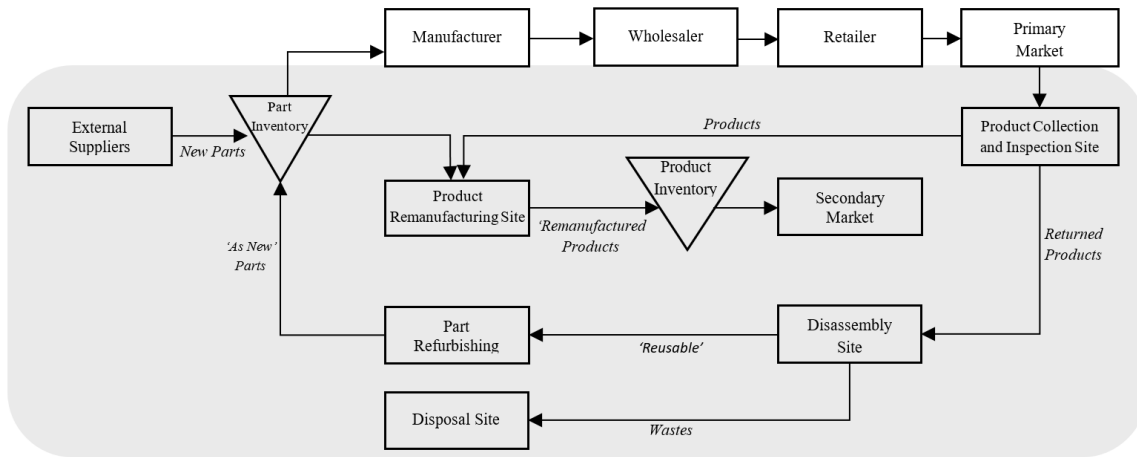 Manufacturer
Wholesaler
Retailer
Primary
Market
External
Suppliers
New Parts
Part
Inventory
Products
Product Collection
and Inspection Site
Product
Remanufacturing Site
‘Remanufactured
Products
Product
Inventory
Secondary
Market
‘As New’
Parts
Returned
Products
Part
Refurbishing
‘Reusable’
Disassembly
Site
Disposal Site
Wastes